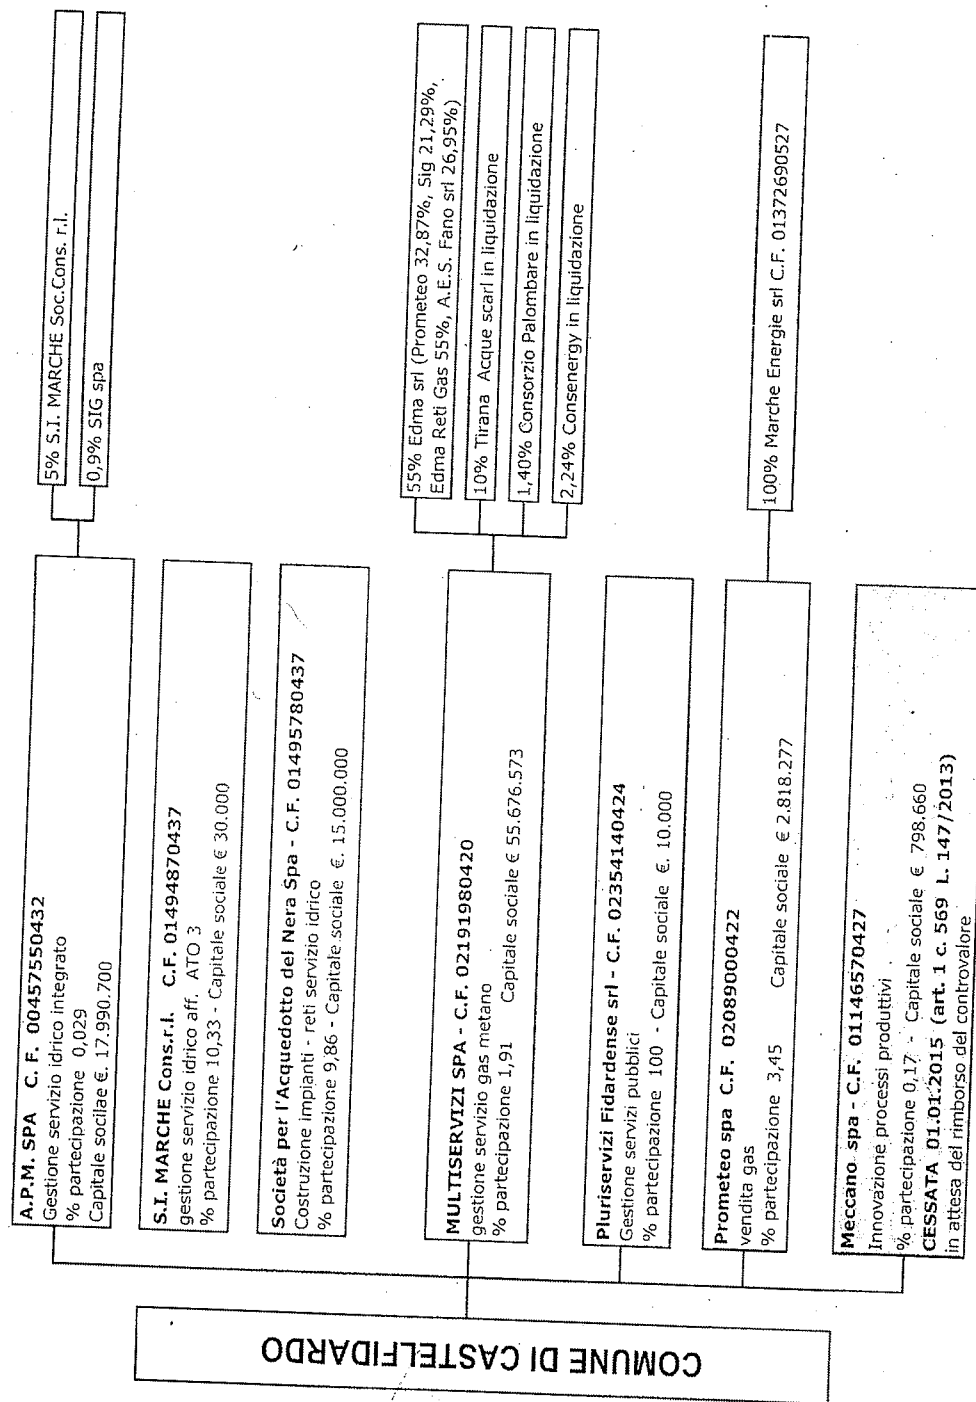 COMUNE DI CASTELFIDARDO
A.P.M. SPA C. F. 00457550432
Gestione servizio idrico integrato
% partecipazione 0,029
Capitale socilae €. 17.990.700
5% S.I. MARCHE Soc.Cons. r.l.
0,9% SIG spa
S.I. MARCHE Cons.r.l. C.F. 01494870437
gestione servizio idrico aff. ATO 3
% partecipazione 10,33 - Capitale sociale € 30.000
Società per l'Acquedotto del Nera Spa - C.F. 01495780437
Costruzione Impianti - reti servizio idrico
% partecipazione 9,86 - Capitale sociale €. 15.000.000
MULTISERVIZI SPA - C.F. 02191980420
gestione servizio gas metano
% partecipazione 1,91 Capitale sociale € 55.676.573
55% Edma srl (Prometeo 32,87%, Sig 21,29%,
Edma Reti Gas 55%, A.E.S. Fano srl 26,95%)
10% Tirana Acque scarl in liquidazione
1,40% Consorzio Palombare in liquidazione
2,24% Consenergy in liquidazione
Pluriservizi Fidardense srl - C.F. 02354140424
Gestione servizi pubblici
% partecipazione 100 - Capitale sociale €. 10.000
Prometeo spa C.F. 02089000422
vendita gas
% partecipazione 3,45 Capitale sociale € 2.818.277
100% Marche Energie srl C.F. 01372690527
Meccano spa - C.F. 01146570427
Innovazione processi produttivi
% partecipazione 0,17 - Capitale sociale € 798.660
CESSATA 01.01.2015 (art. 1 c. 569 L. 147/2013)
in attesa del rimborso del controvalore